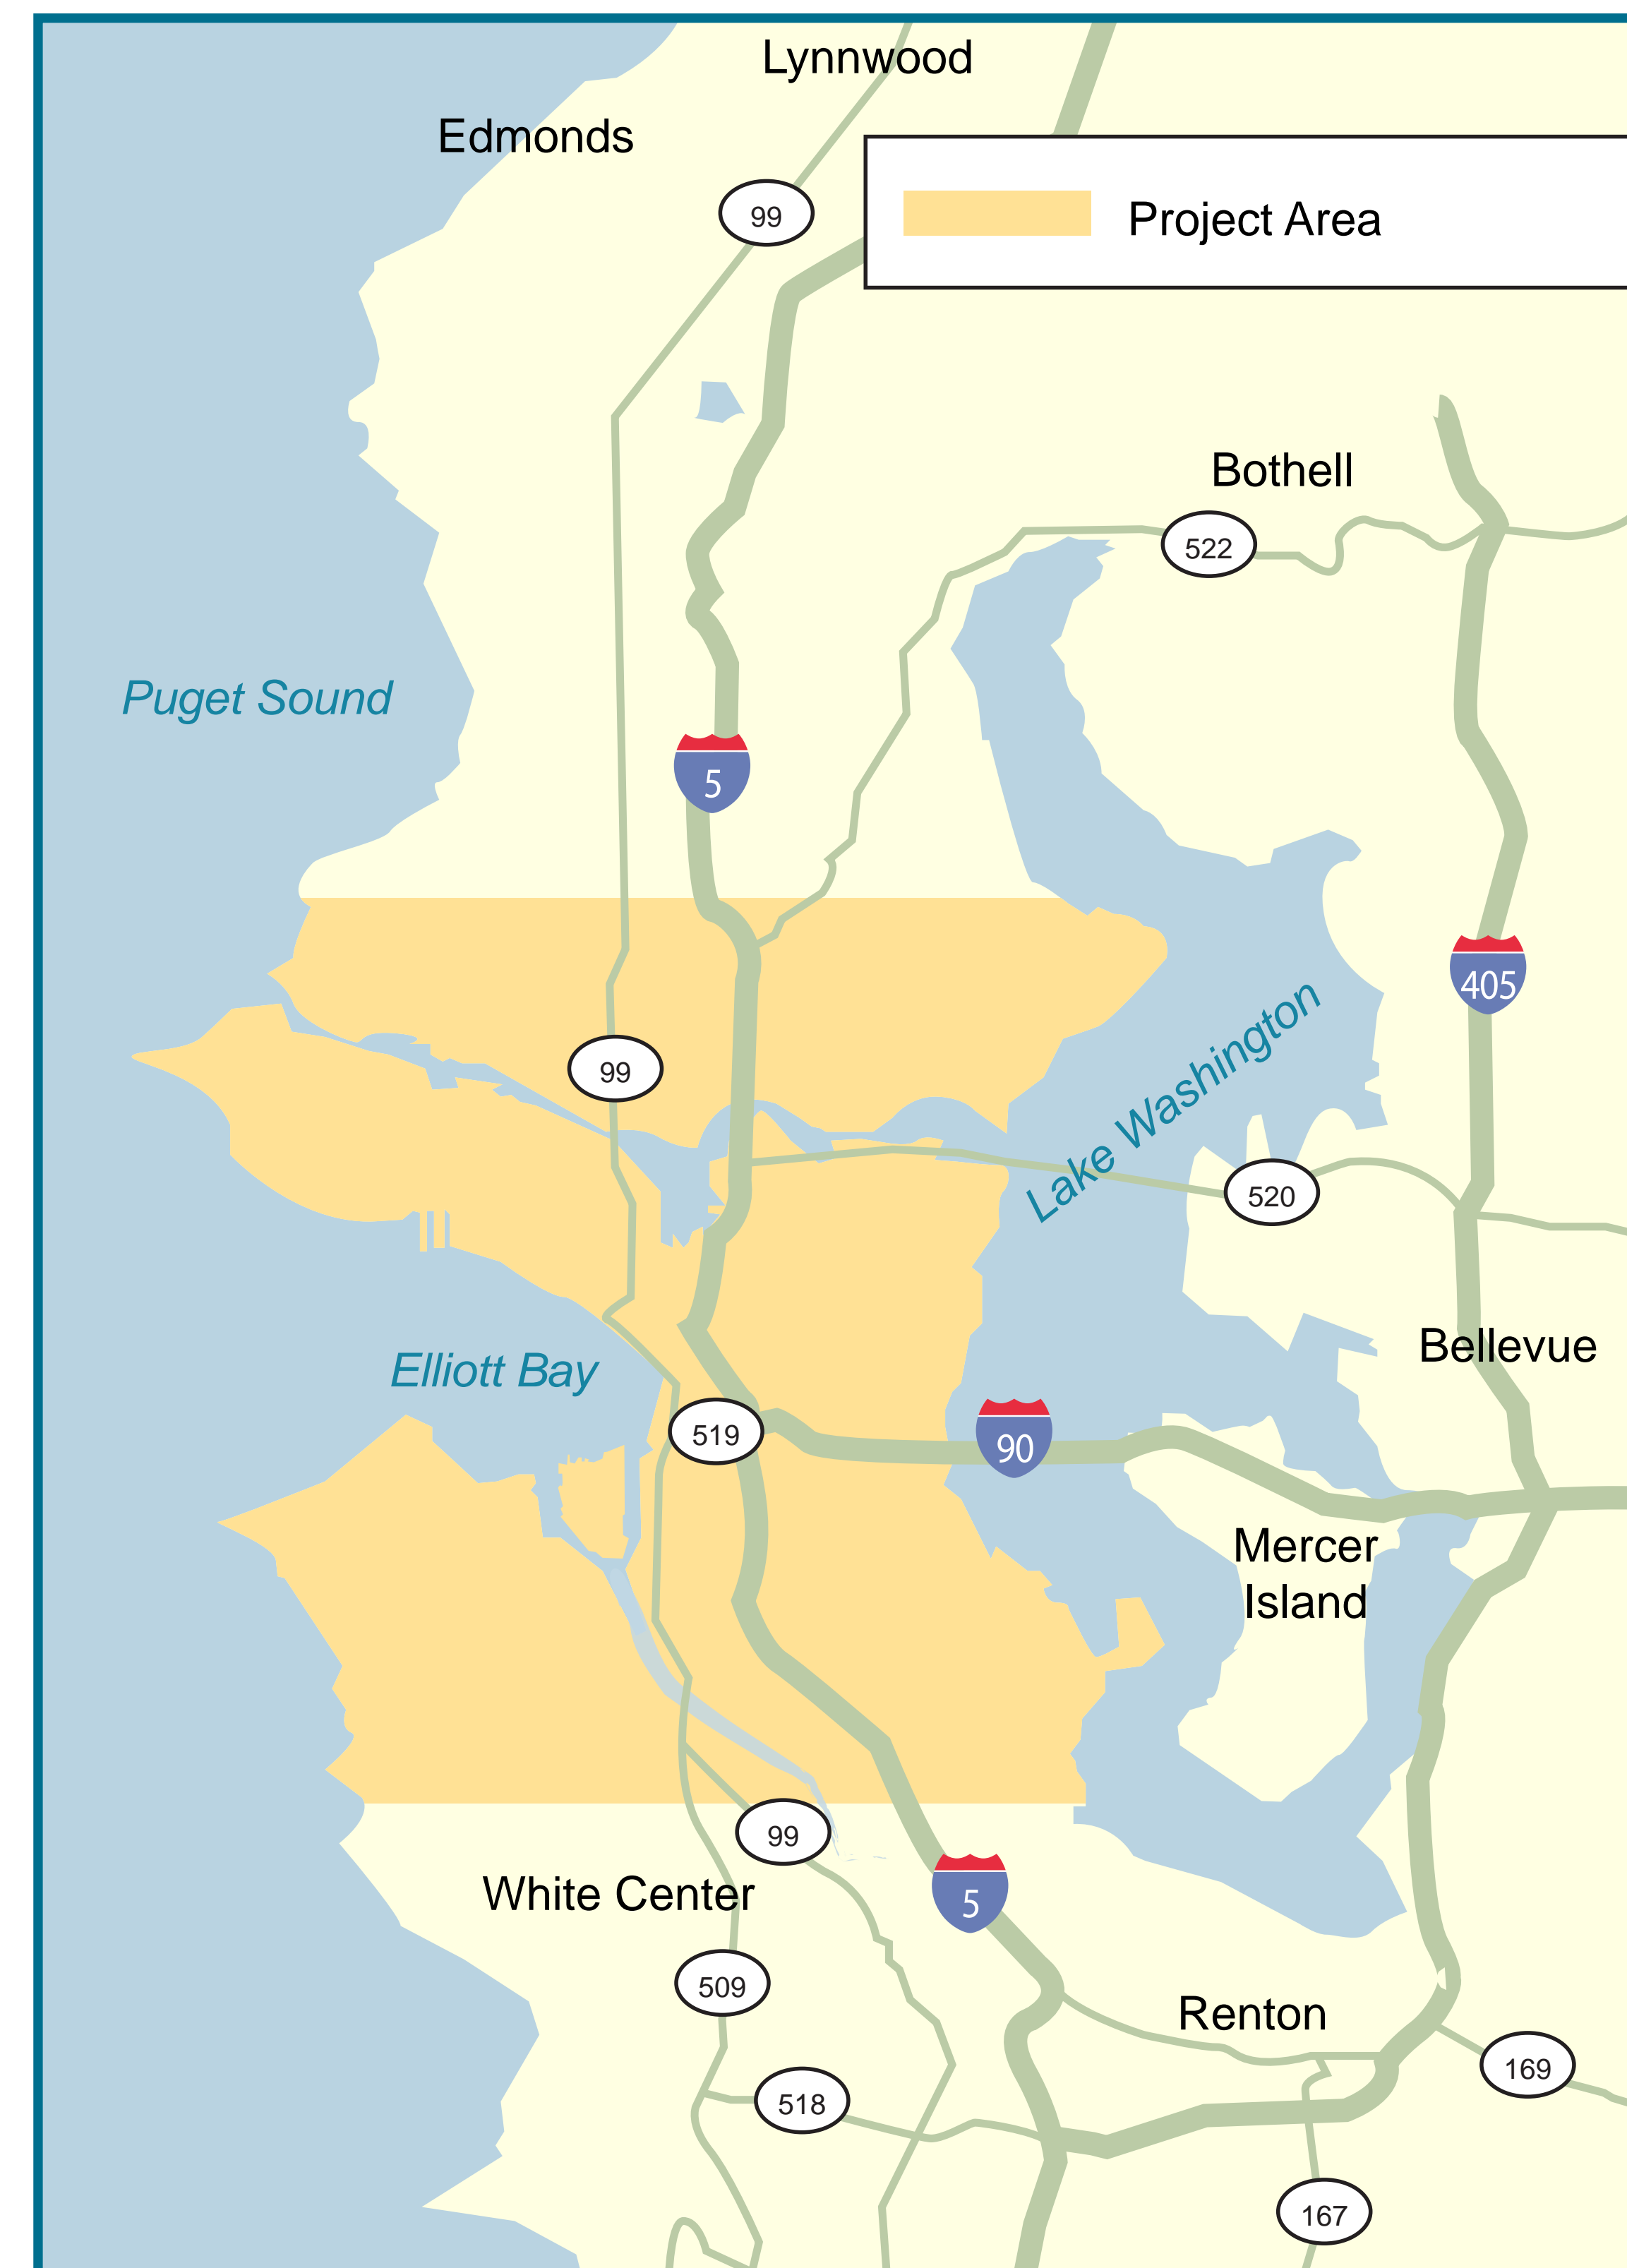 Lynnwood
Edmonds
99
Project Area
Bothell
522
Puget Sound
5
405
Lake Washington
99
520
Bellevue
Elliott Bay
519
90
Mercer
Island
99
White Center
5
509
Renton
169
518
167